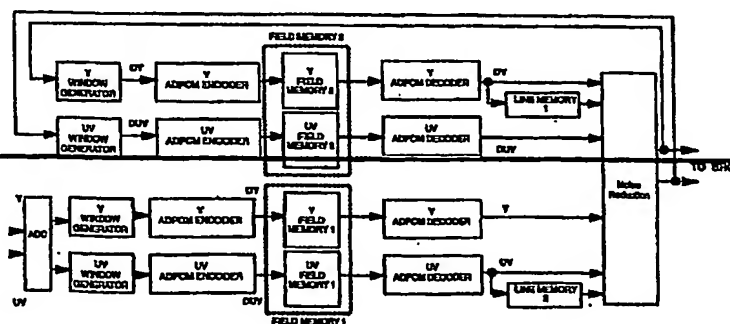 FIELD MEMORY 2
Y WINDOW GENERATOR
DY
Y ADPCM ENCODER
Y FIELD MEMORY 2
Y ADPCM DECODER
DY
LINE MEMORY 1
UV WINDOW GENERATOR
DUV
UV ADPCM ENCODER
UV FIELD MEMORY 2
UV ADPCM DECODER
DUV
Noise Reduction
Y
ADC
UV
Y WINDOW GENERATOR
DY
Y ADPCM ENCODER
Y FIELD MEMORY 1
Y ADPCM DECODER
Y
UV WINDOW GENERATOR
UV ADPCM ENCODER
DUV
UV FIELD MEMORY 1
UV ADPCM DECODER
LINE MEMORY 2
FIELD MEMORY 1